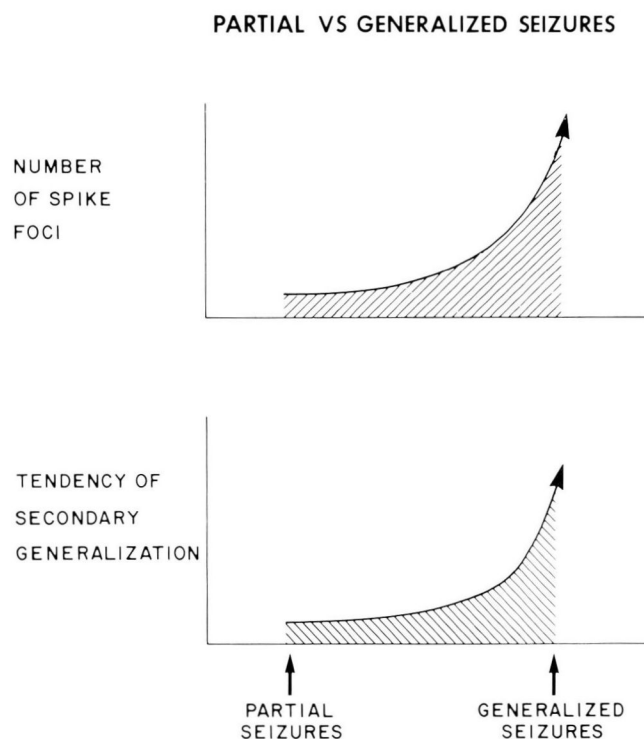 PARTIAL VS GENERALIZED SEIZURES
NUMBER
OF SPIKE
FOCI
TENDENCY OF
SECONDARY
GENERALIZATION
PARTIAL
SEIZURES
GENERALIZED
SEIZURES